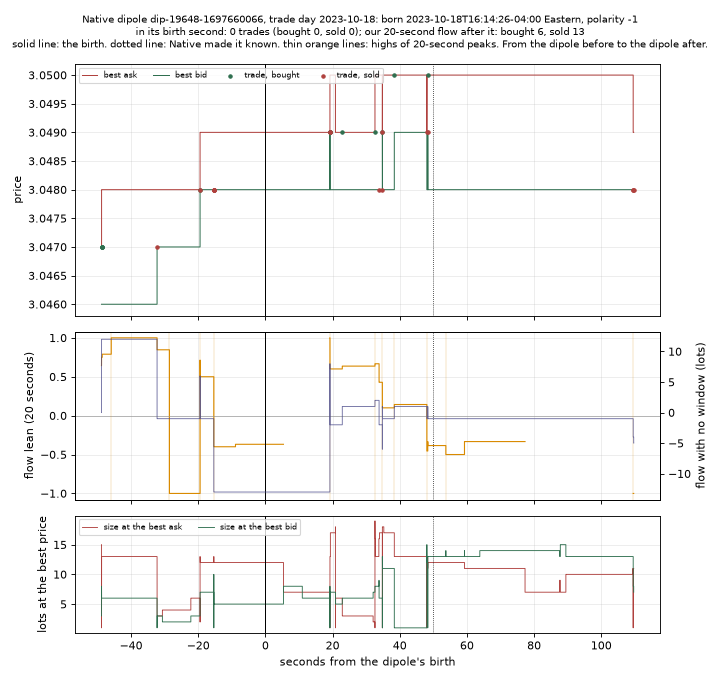 Native dipole dip-19648-1697660066, trade day 2023-10-18: born 2023-10-18T16:14:26-04:00 Eastern, polarity -1
in its birth second: 0 trades (bought 0, sold 0); our 20-second flow after it: bought 6, sold 13
solid line: the birth. dotted line: Native made it known. thin orange lines: highs of 20-second peaks. From the dipole before to the dipole after.
best ask best bid trade, bought trade, sold
3.0500
3.0495
3.0490
3.0485
3.0480
3.0475
3.0470
3.0465
3.0460
price
1.0
0.5
0.0
−0.5
−1.0
flow lean (20 seconds)
10
5
0
−5
−10
flow with no window (lots)
size at the best ask size at the best bid
15
10
5
lots at the best price
−40 −20 0 20 40 60 80 100
seconds from the dipole's birth